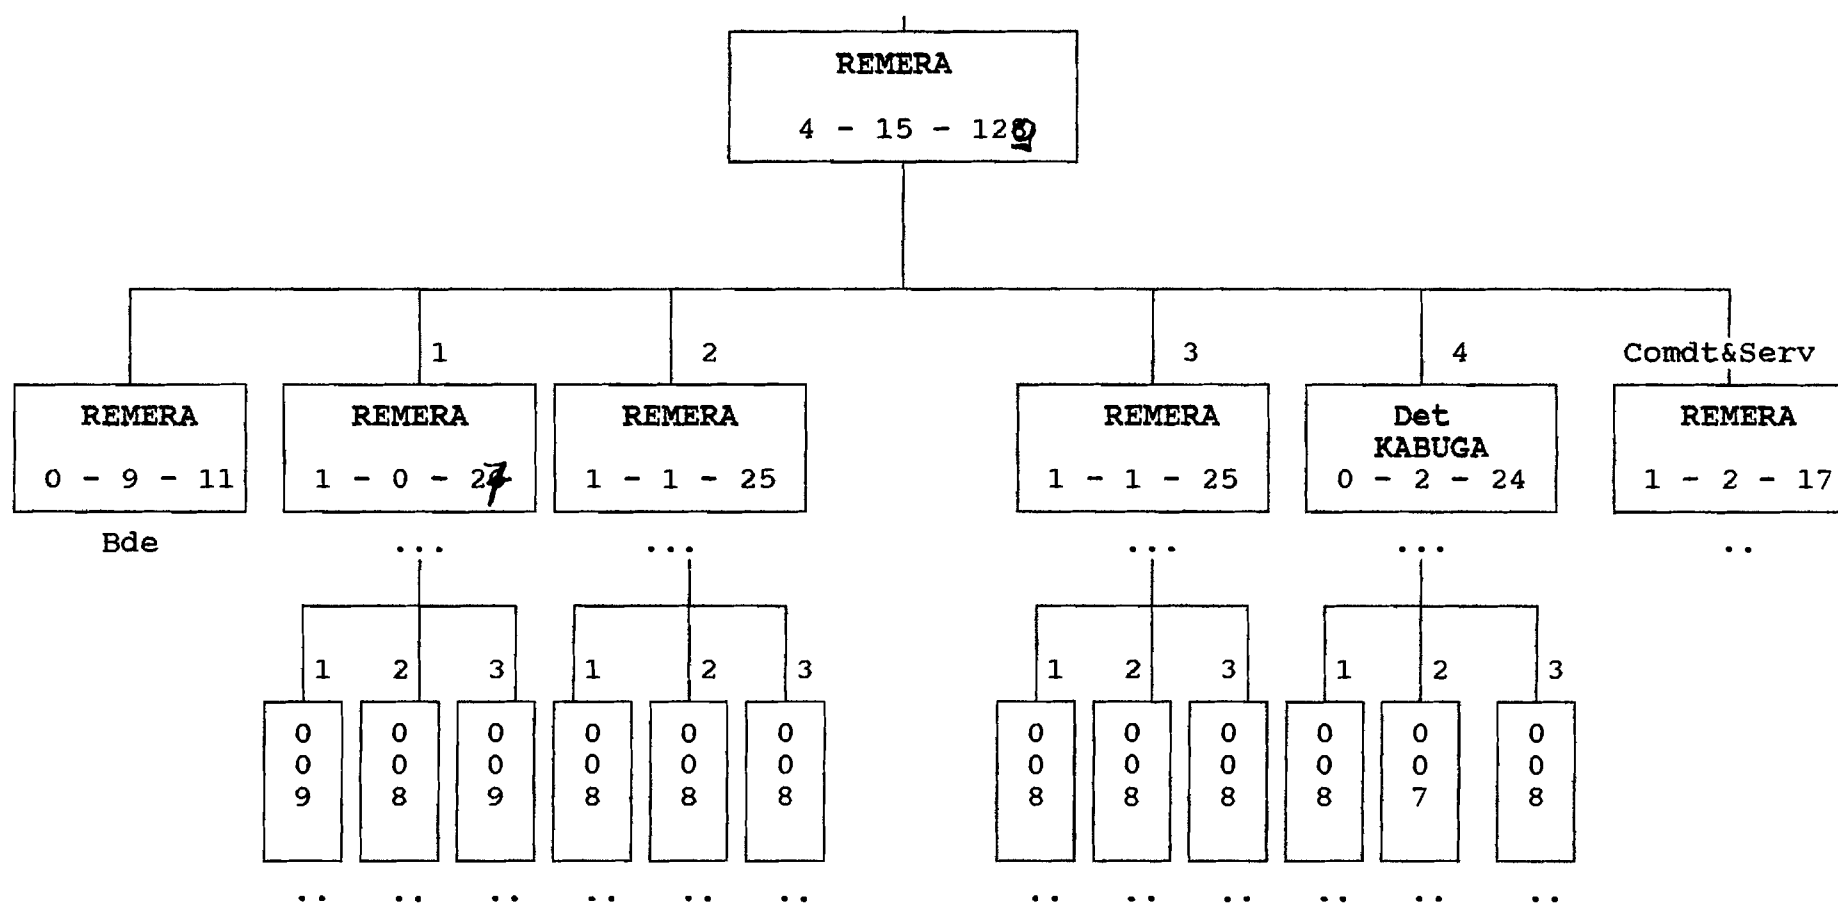 REMERA
4 - 15 - 129
1 2 3 4 Comdt&Serv
REMERA REMERA REMERA REMERA Det KABUGA REMERA
0 - 9 - 11 1 - 0 - 27 1 - 1 - 25 1 - 1 - 25 0 - 2 - 24 1 - 2 - 17
Bde ... ... ... ... ..
1 2 3 1 2 3 1 2 3 1 2 3
0 0 0 0 0 0 0 0 0 0 0 0
0 0 0 0 0 0 0 0 0 0 0 0
9 8 9 8 8 8 8 8 8 8 7 8
.. .. .. .. .. .. .. .. .. .. .. ..